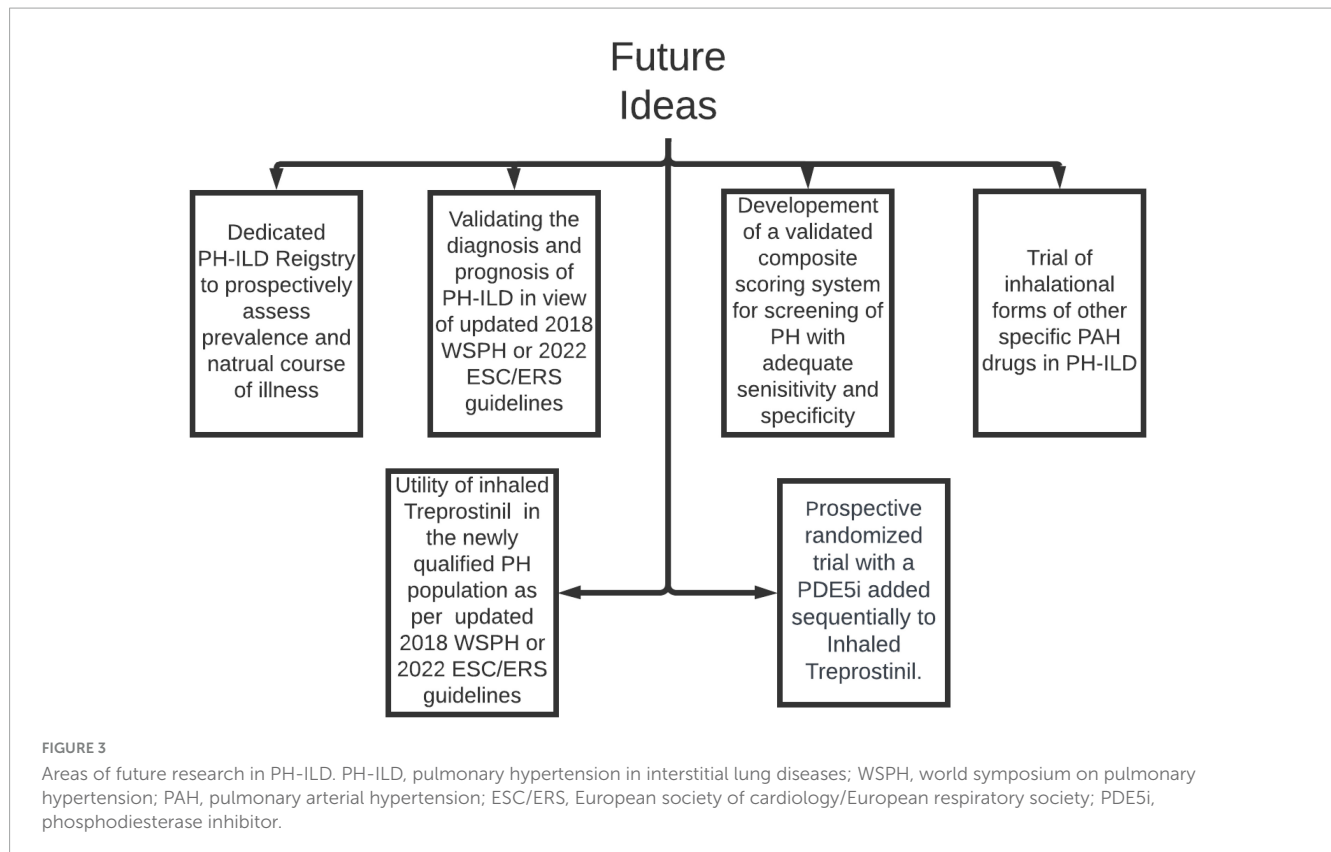 Future
Ideas
Dedicated
PH-ILD Reigstry
to prospectively
assess
prevalence and
natrual course
of illness
Validating the
diagnosis and
prognosis of
PH-ILD in view
of updated 2018
WSPH or 2022
ESC/ERS
guidelines
Developement
of a validated
composite
scoring system
for screening of
PH with
adequate
senisitivity and
specificity
Trial of
inhalational
forms of other
specific PAH
drugs in PH-ILD
Utility of inhaled
Treprostinil in
the newly
qualified PH
population as
per updated
2018 WSPH or
2022 ESC/ERS
guidelines
Prospective
randomized
trial with a
PDE5i added
sequentially to
Inhaled
Treprostinil.
FIGURE 3
Areas of future research in PH-ILD. PH-ILD, pulmonary hypertension in interstitial lung diseases; WSPH, world symposium on pulmonary
hypertension; PAH, pulmonary arterial hypertension; ESC/ERS, European society of cardiology/European respiratory society; PDE5i,
phosphodiesterase inhibitor.